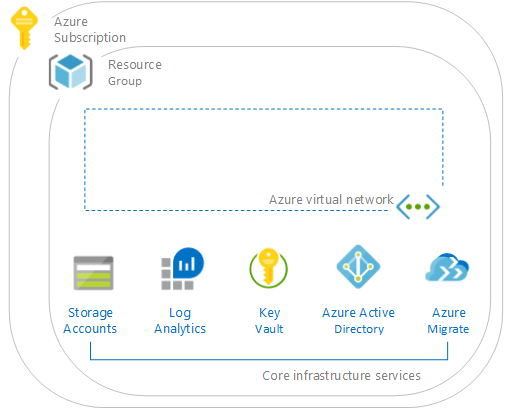 Azure
Subscription
Resource
Group
Azure virtual network
Storage
Accounts
Log
Analytics
Key
Vault
Azure Active
Directory
Azure
Migrate
Core infrastructure services